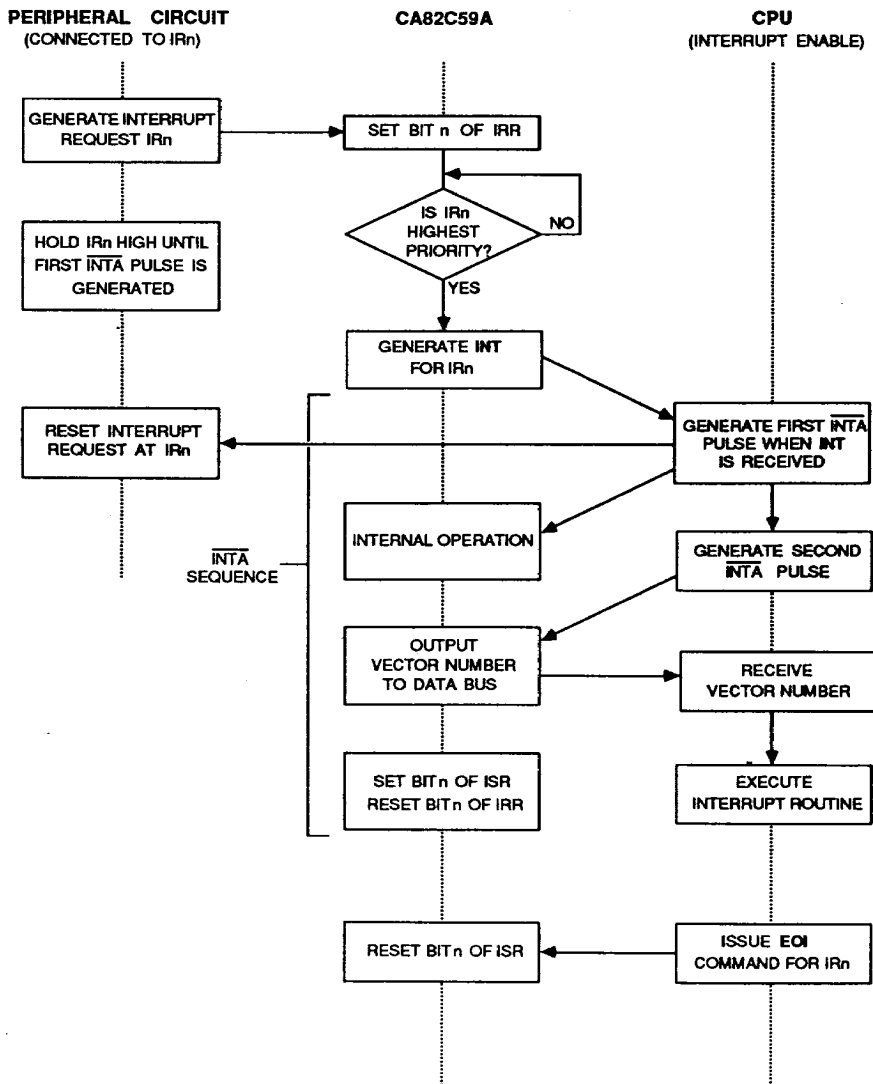 PERIPHERAL CIRCUIT
(CONNECTED TO IRn)
CA82C59A
CPU
(INTERRUPT ENABLE)
GENERATE INTERRUPT
REQUEST IRn
SET BIT n OF IRR
IS IRn
HIGHEST
PRIORITY?
NO
YES
HOLD IRn HIGH UNTIL
FIRST INTA PULSE IS
GENERATED
GENERATE INT
FOR IRn
RESET INTERRUPT
REQUEST AT IRn
GENERATE FIRST INTA
PULSE WHEN INT
IS RECEIVED
INTERNAL OPERATION
GENERATE SECOND
INTA PULSE
INTA
SEQUENCE
OUTPUT
VECTOR NUMBER
TO DATA BUS
RECEIVE
VECTOR NUMBER
SET BIT n OF ISR
RESET BIT n OF IRR
EXECUTE
INTERRUPT ROUTINE
RESET BIT n OF ISR
ISSUE EOI
COMMAND FOR IRn